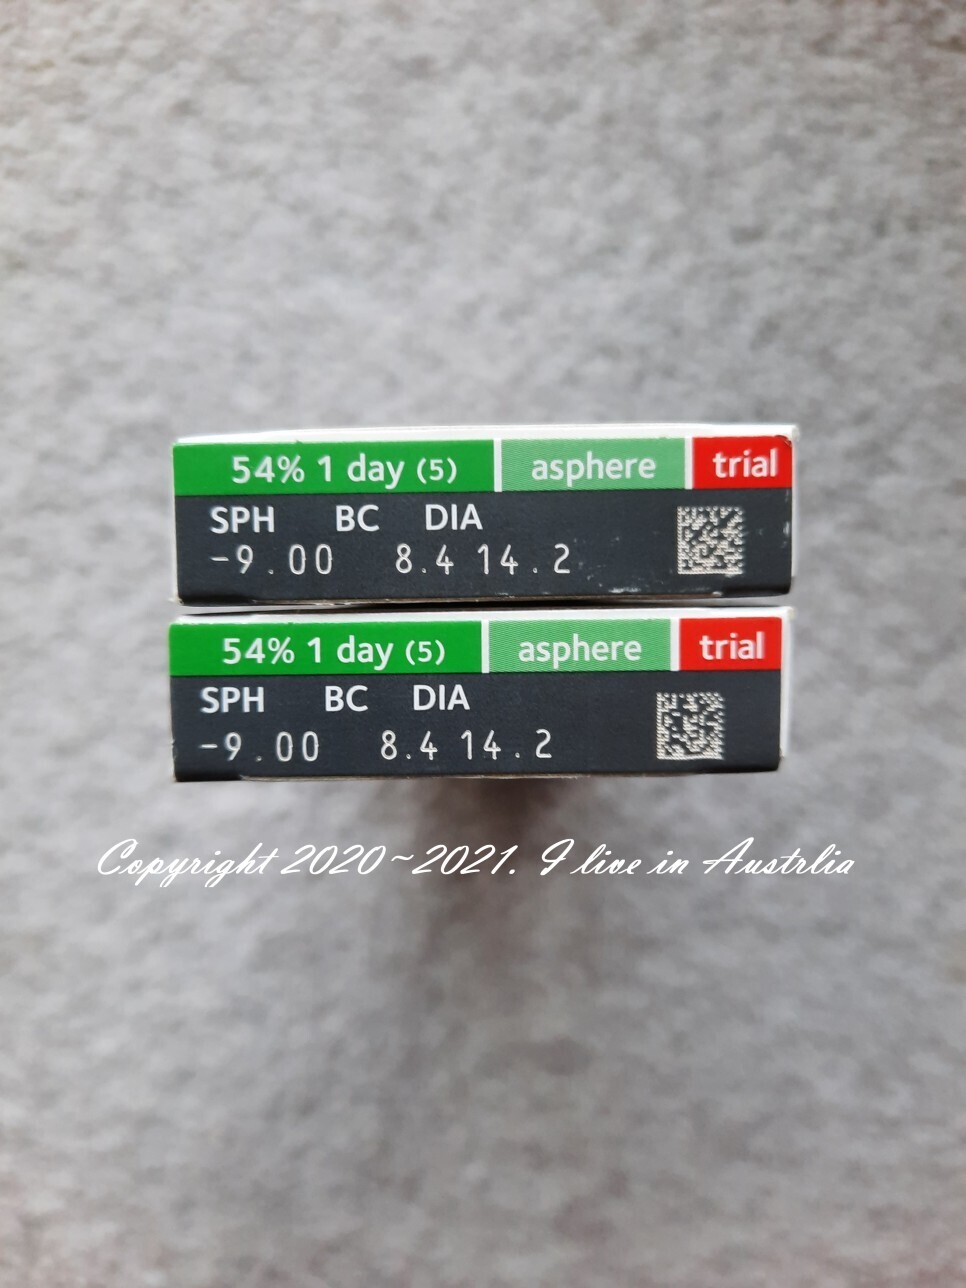 54% 1 day (5) asphere trial
SPH BC DIA
-9.00 8.4 14.2
54% 1 day (5) asphere trial
SPH BC DIA
-9.00 8.4 14.2
Copyright 2020~2021. I live in Austrlia